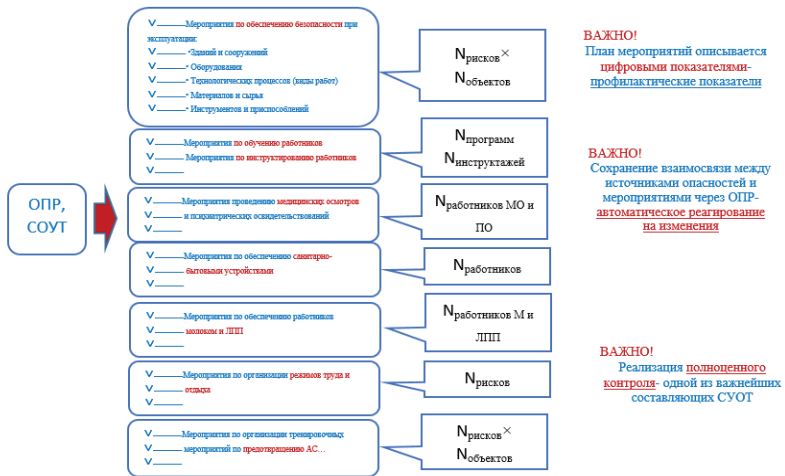 ОПР,
СОУТ
Мероприятия по обеспечению безопасности при
эксплуатации:
• Зданий и сооружений
• Оборудования
• Технологических процессов (виды работ)
• Материалов и сырья
• Инструментов и приспособлений
Nрисков×
Nобъектов
Мероприятия по обучению работников
Мероприятия по инструктированию работников
Nпрограмм
Nинструктажей
Мероприятия проведению медицинских осмотров
и психиатрических освидетельствований
Nработников МО и
ПО
Мероприятия по обеспечению санитарно-
бытовыми устройствами
Nработников
Мероприятия по обеспечению работников
молоком и ЛПП
Nработников М и
ЛПП
Мероприятия по организации режимов труда и
отдыха
Nрисков
Мероприятия по организации тренировочных
мероприятий по предотвращению АС...
Nрисков×
Nобъектов
ВАЖНО!
План мероприятий описывается
цифровыми показателями-
профилактические показатели
ВАЖНО!
Сохранение взаимосвязи между
источниками опасностей и
мероприятиями через ОПР-
автоматическое реагирование
на изменения
ВАЖНО!
Реализация полноценного
контроля- одной из важнейших
составляющих СУОТ